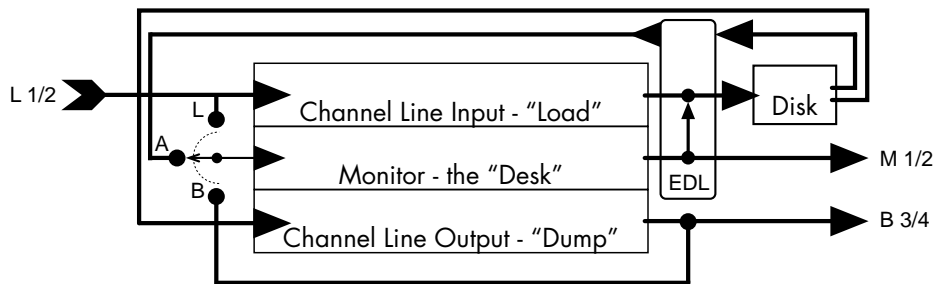 L 1/2
L
Channel Line Input - “Load”
Disk
A
Monitor - the “Desk”
EDL
M 1/2
B
Channel Line Output - “Dump”
B 3/4